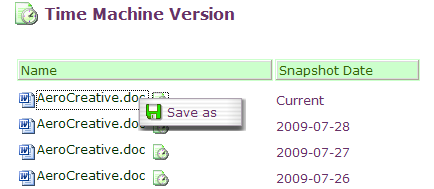 Time Machine Version
Name Snapshot Date
AeroCreative.doc Current
Save as
AeroCreative.doc 2009-07-28
AeroCreative.doc 2009-07-27
AeroCreative.doc 2009-07-26